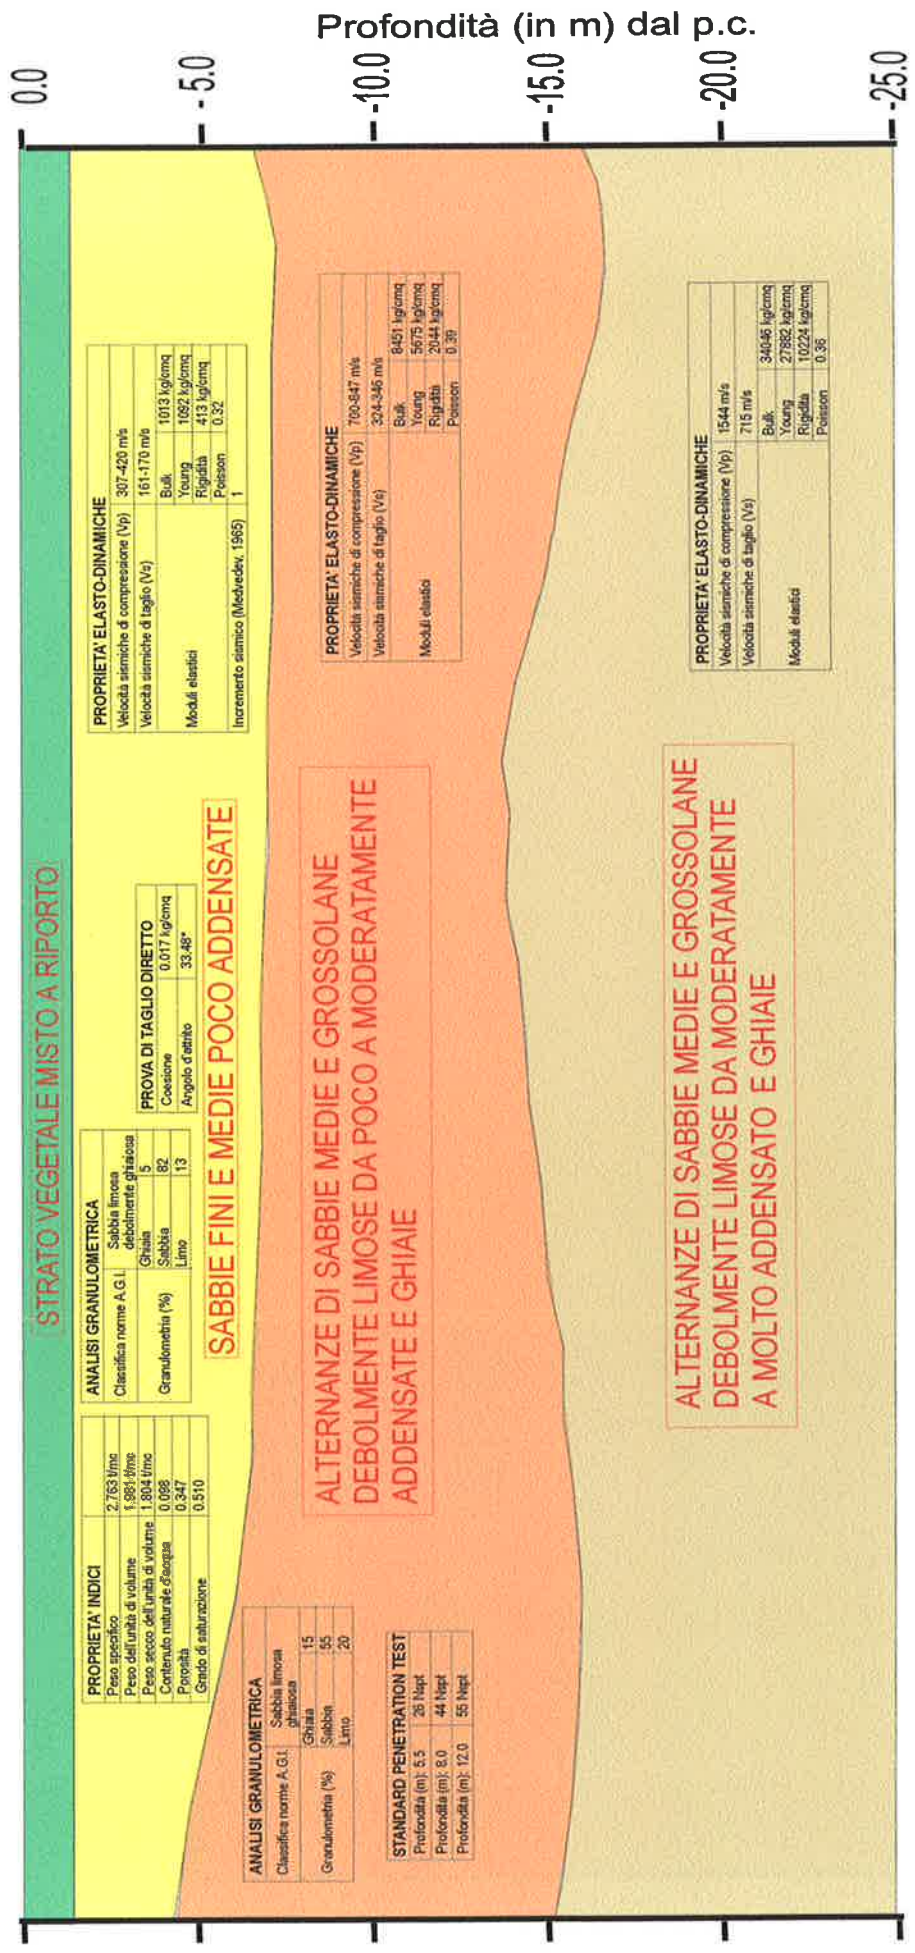 Profondità (in m) dal p.c.
0.0
- 5.0
-10.0
-15.0
-20.0
-25.0
STRATO VEGETALE MISTO A RIPORTO
PROPRIETA' INDICI
Peso specifico 2.763 t/mc
Peso dell'unità di volume 1.981 t/mc
Peso secco dell'unità di volume 1.804 t/mc
Contenuto naturale d'acqua 0.098
Porosità 0.347
Grado di saturazione 0.510
ANALISI GRANULOMETRICA
Classifica norme A.G.I. Sabbia limosa
debolmente ghiaiosa
Ghiaia 5
Granulometria (%) Sabbia 82
Limo 13
PROVA DI TAGLIO DIRETTO
Coesione 0.017 kg/cmq
Angolo d'attrito 33.48°
SABBIE FINI E MEDIE POCO ADDENSATE
PROPRIETA' ELASTO-DINAMICHE
Velocità sismiche di compressione (Vp) 307-420 m/s
Velocità sismiche di taglio (Vs) 161-170 m/s
Moduli elastici
Bulk 1013 kg/cmq
Young 1092 kg/cmq
Rigidità 413 kg/cmq
Poisson 0.32
Incremento sismico (Medvedev, 1965) 1
ANALISI GRANULOMETRICA
Classifica norme A.G.I. Sabbia limosa
ghiaiosa
Ghiaia 15
Granulometria (%) Sabbia 55
Limo 20
STANDARD PENETRATION TEST
Profondità (m): 5.5 26 Nspt
Profondità (m): 8.0 44 Nspt
Profondità (m): 12.0 55 Nspt
ALTERNANZE DI SABBIE MEDIE E GROSSOLANE
DEBOLMENTE LIMOSE DA POCO A MODERATAMENTE
ADDENSATE E GHIAIE
PROPRIETA' ELASTO-DINAMICHE
Velocità sismiche di compressione (Vp) 790-847 m/s
Velocità sismiche di taglio (Vs) 324-346 m/s
Moduli elastici
Bulk 8451 kg/cmq
Young 5675 kg/cmq
Rigidità 2044 kg/cmq
Poisson 0.39
ALTERNANZE DI SABBIE MEDIE E GROSSOLANE
DEBOLMENTE LIMOSE DA MODERATAMENTE
A MOLTO ADDENSATO E GHIAIE
PROPRIETA' ELASTO-DINAMICHE
Velocità sismiche di compressione (Vp) 1544 m/s
Velocità sismiche di taglio (Vs) 715 m/s
Moduli elastici
Bulk 34046 kg/cmq
Young 27882 kg/cmq
Rigidità 10224 kg/cmq
Poisson 0.36